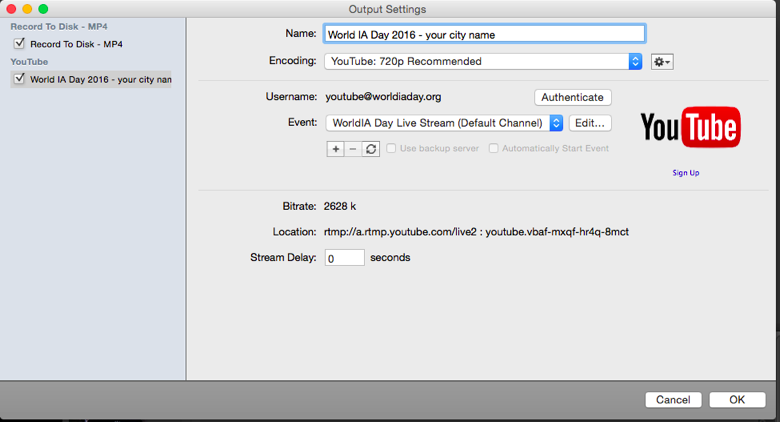 Output Settings
Record To Disk - MP4
Record To Disk - MP4
YouTube
World IA Day 2016 - your city nam
Name: World IA Day 2016 - your city name
Encoding: YouTube: 720p Recommended
Username: youtube@worldiaday.org Authenticate
Event: WorldIA Day Live Stream (Default Channel) Edit...
Use backup server Automatically Start Event
YouTube
Sign Up
Bitrate: 2628 k
Location: rtmp://a.rtmp.youtube.com/live2 : youtube.vbaf-mxqf-hr4q-8mct
Stream Delay: 0 seconds
Cancel OK